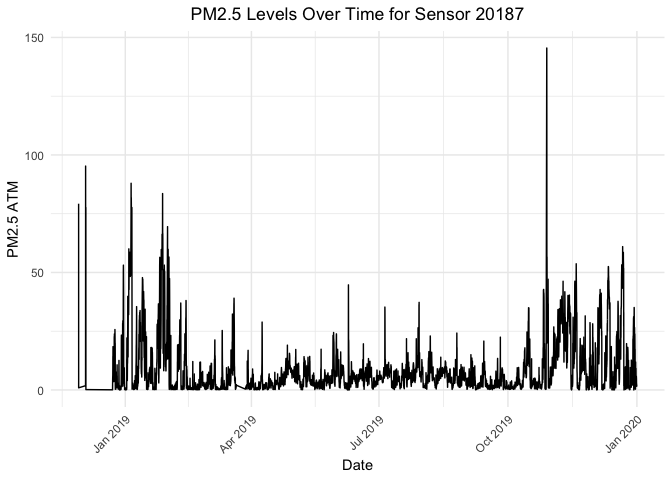 PM2.5 Levels Over Time for Sensor 20187
150
100
50
0
PM2.5 ATM
Jan 2019
Apr 2019
Jul 2019
Oct 2019
Jan 2020
Date